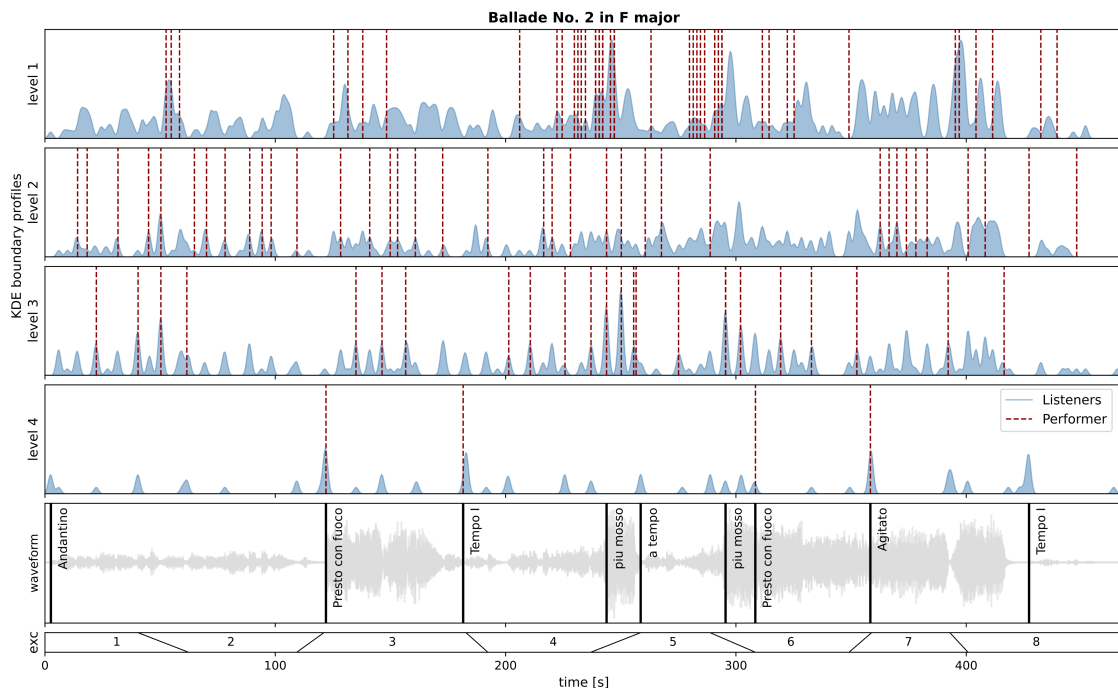 Ballade No. 2 in F major
KDE boundary profiles
level 1
level 2
level 3
level 4
Listeners
Performer
waveform
Andantino
Presto con fuoco
Tempo I
piu mosso
a tempo
piu mosso
Presto con fuoco
Agitato
Tempo I
exc
1 2 3 4 5 6 7 8
0 100 200 300 400
time [s]